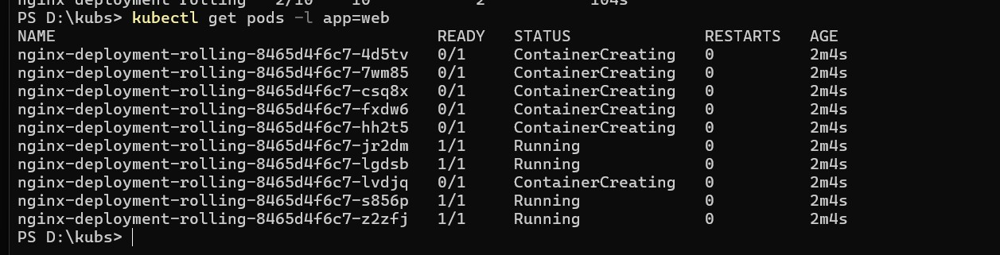 nginx-deployment-rolling   2/10    10           2           104s
PS D:\kubs> kubectl get pods -l app=web
NAME                                        READY   STATUS              RESTARTS   AGE
nginx-deployment-rolling-8465d4f6c7-4d5tv   0/1     ContainerCreating   0          2m4s
nginx-deployment-rolling-8465d4f6c7-7wm85   0/1     ContainerCreating   0          2m4s
nginx-deployment-rolling-8465d4f6c7-csq8x   0/1     ContainerCreating   0          2m4s
nginx-deployment-rolling-8465d4f6c7-fxdw6   0/1     ContainerCreating   0          2m4s
nginx-deployment-rolling-8465d4f6c7-hh2t5   0/1     ContainerCreating   0          2m4s
nginx-deployment-rolling-8465d4f6c7-jr2dm   1/1     Running             0          2m4s
nginx-deployment-rolling-8465d4f6c7-lgdsb   1/1     Running             0          2m4s
nginx-deployment-rolling-8465d4f6c7-lvdjq   0/1     ContainerCreating   0          2m4s
nginx-deployment-rolling-8465d4f6c7-s856p   1/1     Running             0          2m4s
nginx-deployment-rolling-8465d4f6c7-z2zfj   1/1     Running             0          2m4s
PS D:\kubs>